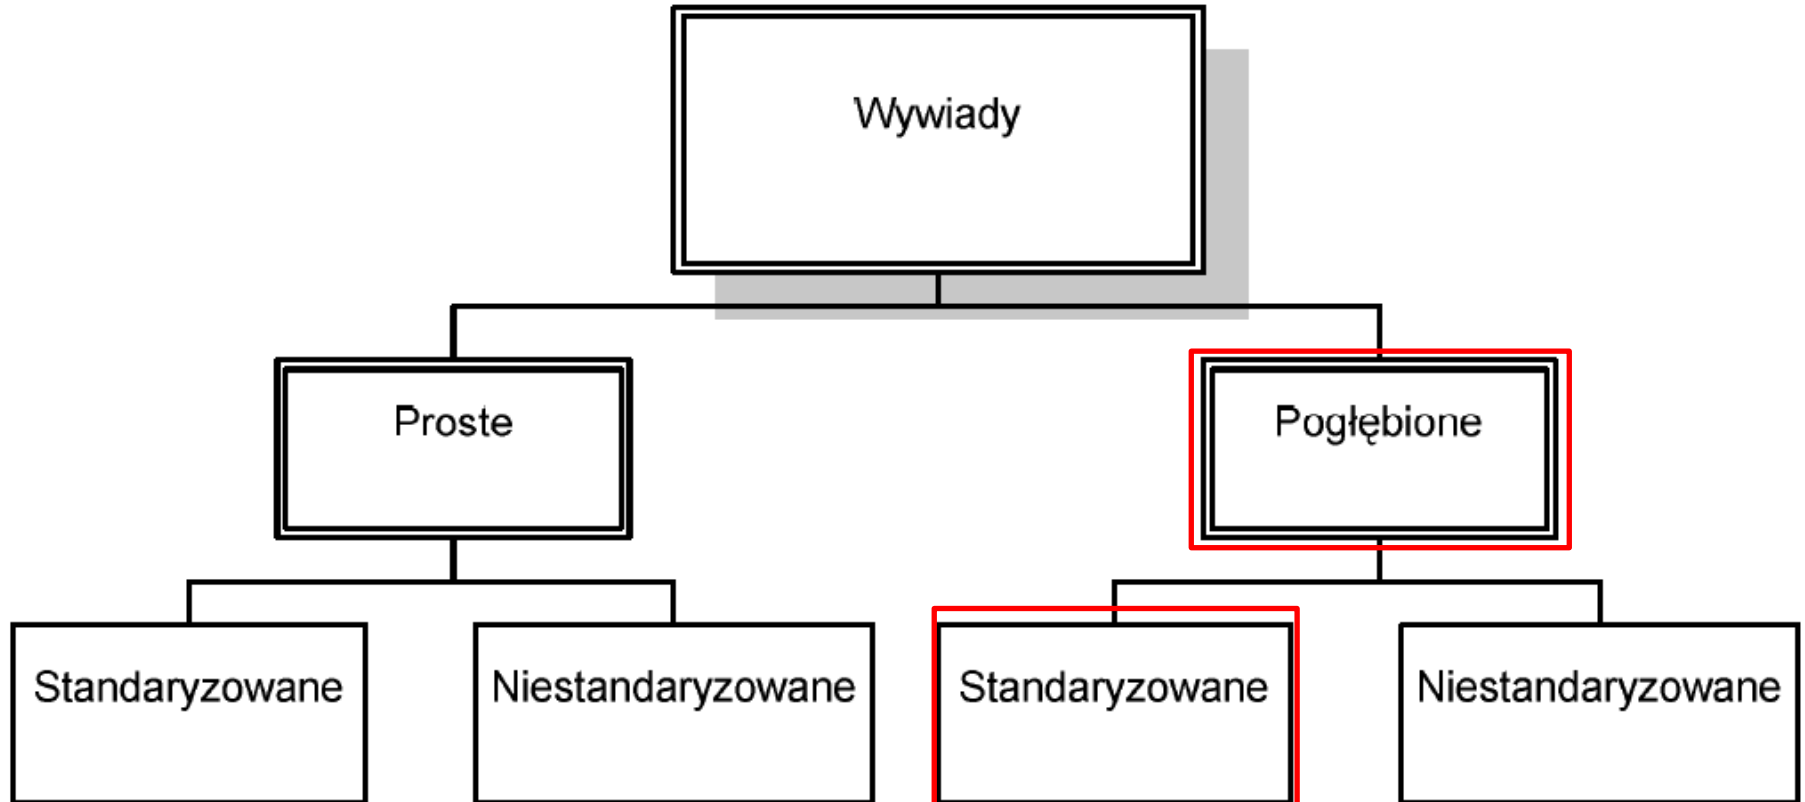 Wywiady
Proste
Pogłębione
Standaryzowane
Niestandaryzowane
Standaryzowane
Niestandaryzowane